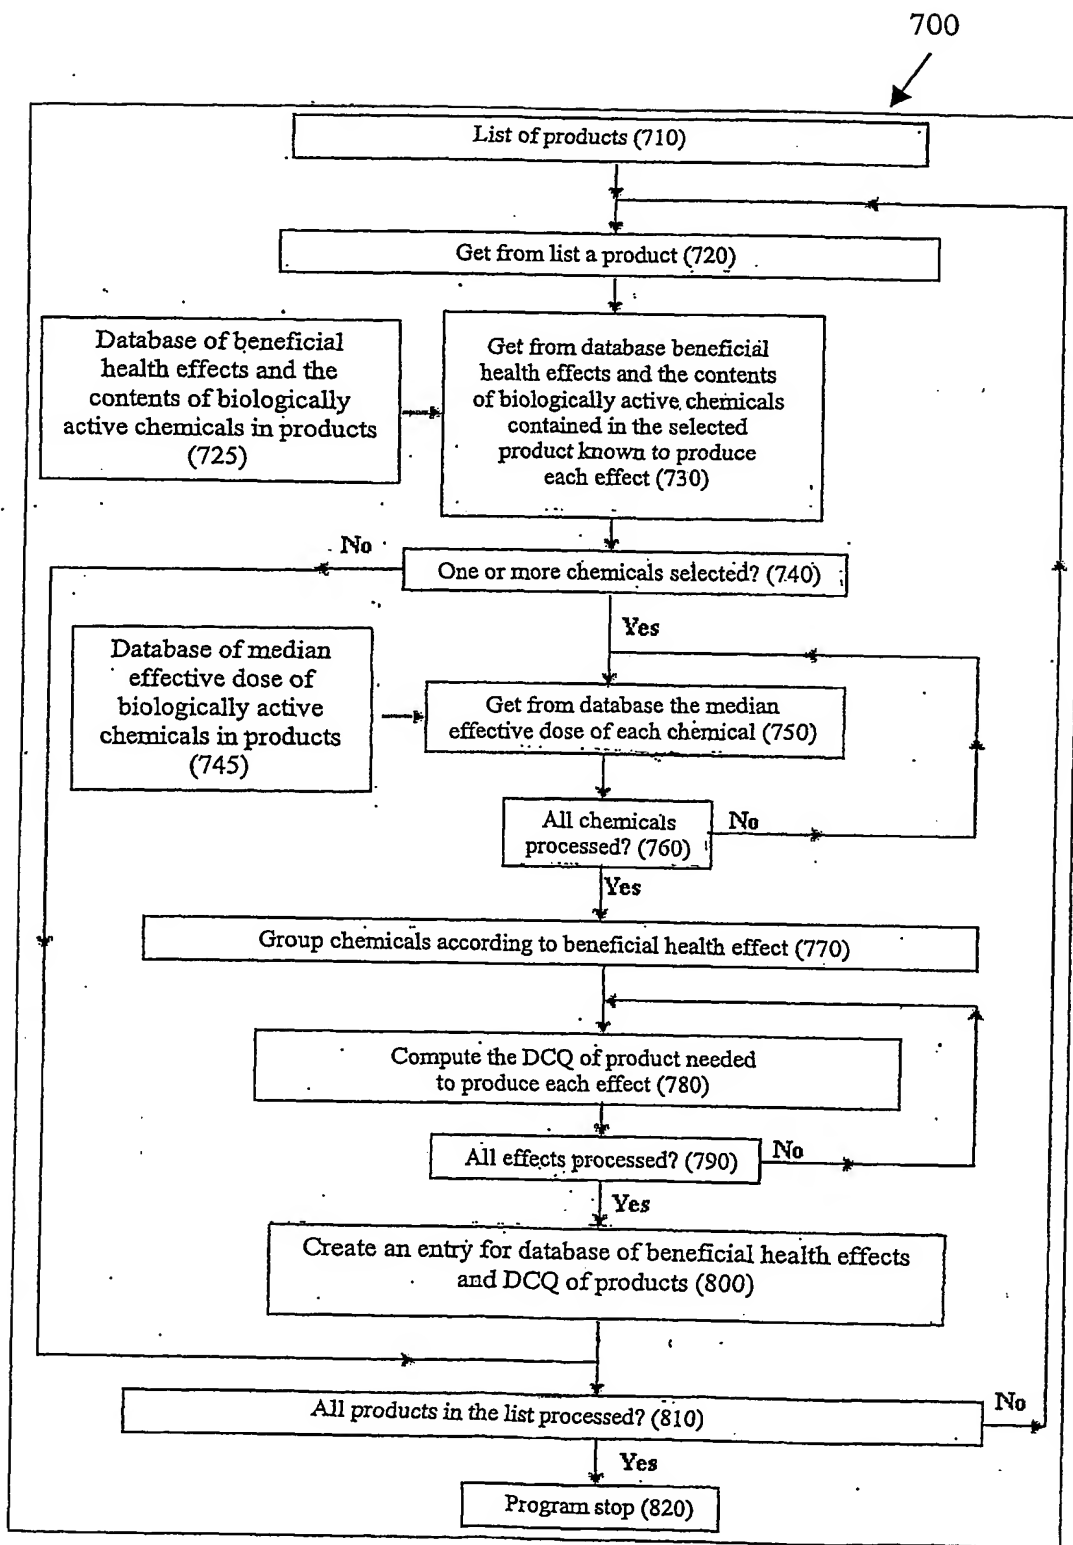 700
List of products (710)
Get from list a product (720)
Database of beneficial
health effects and the
contents of biologically
active chemicals in products
(725)
Get from database beneficial
health effects and the contents
of biologically active chemicals
contained in the selected
product known to produce
each effect (730)
No
One or more chemicals selected? (740)
Yes
Database of median
effective dose of
biologically active
chemicals in products
(745)
Get from database the median
effective dose of each chemical (750)
All chemicals
processed? (760)
No
Yes
Group chemicals according to beneficial health effect (770)
Compute the DCQ of product needed
to produce each effect (780)
All effects processed? (790)
No
Yes
Create an entry for database of beneficial health effects
and DCQ of products (800)
All products in the list processed? (810)
No
Yes
Program stop (820)